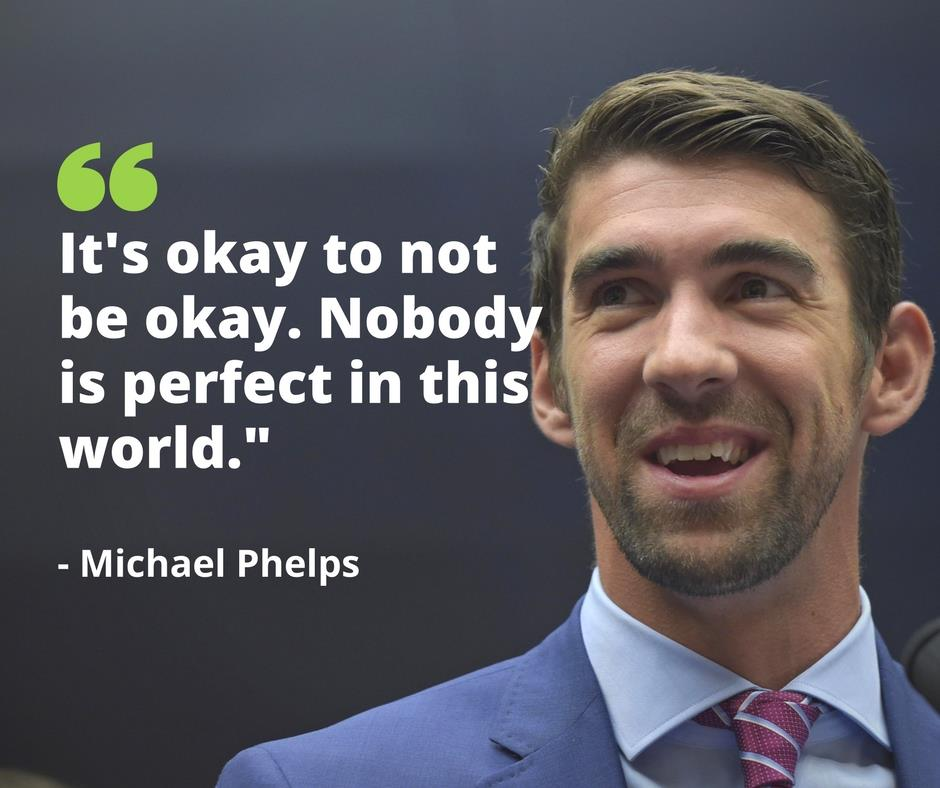 ❝
It's okay to not
be okay. Nobody
is perfect in this
world."
- Michael Phelps